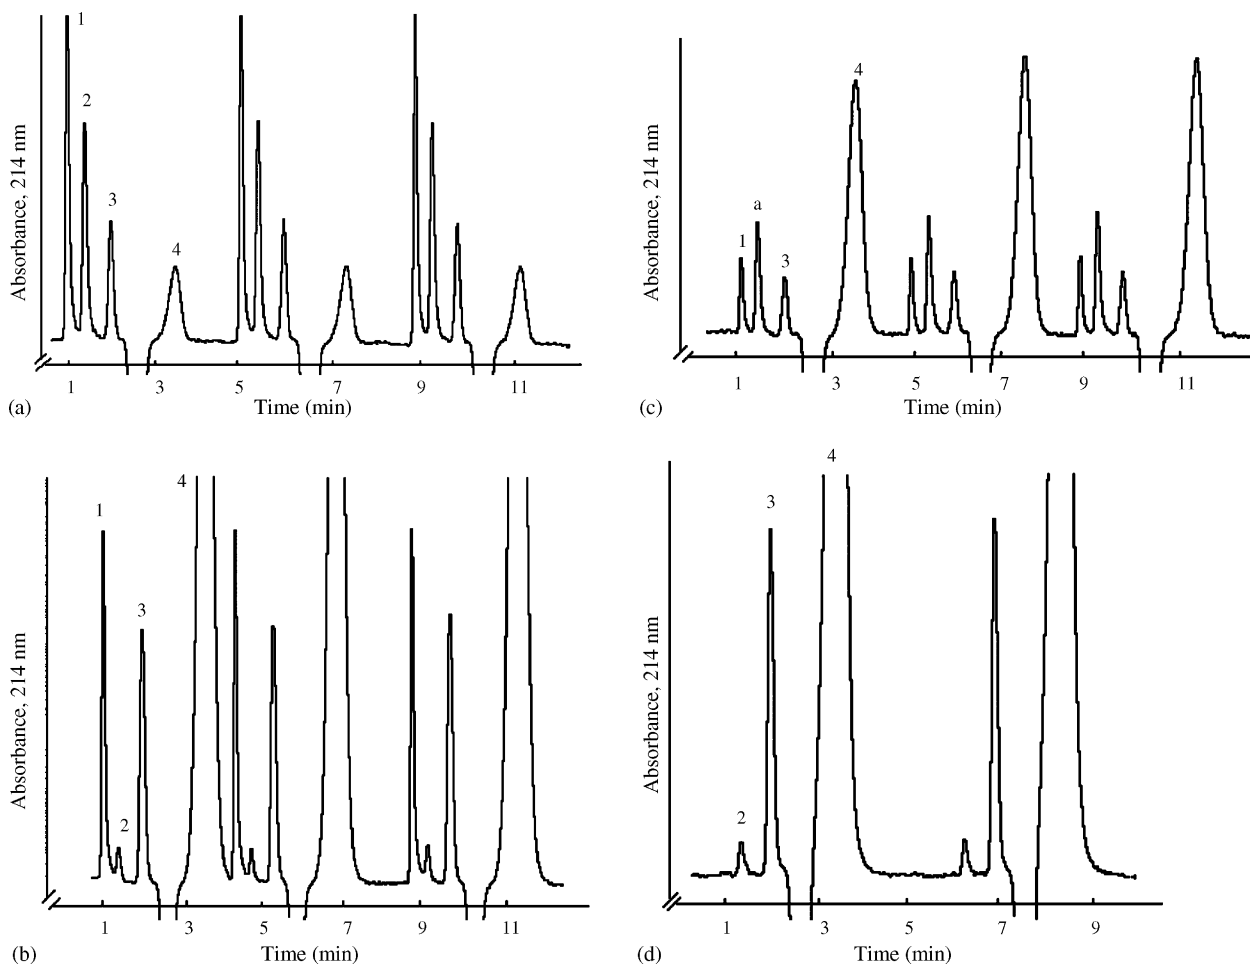 1
2
3
4
Absorbance, 214 nm
1 3 5 7 9 11
(a) Time (min)
4
a
1
3
Absorbance, 214 nm
1 3 5 7 9 11
(c) Time (min)
4
1
3
2
Absorbance, 214 nm
1 3 5 7 9 11
(b) Time (min)
4
3
2
Absorbance, 214 nm
1 3 5 7 9
(d) Time (min)